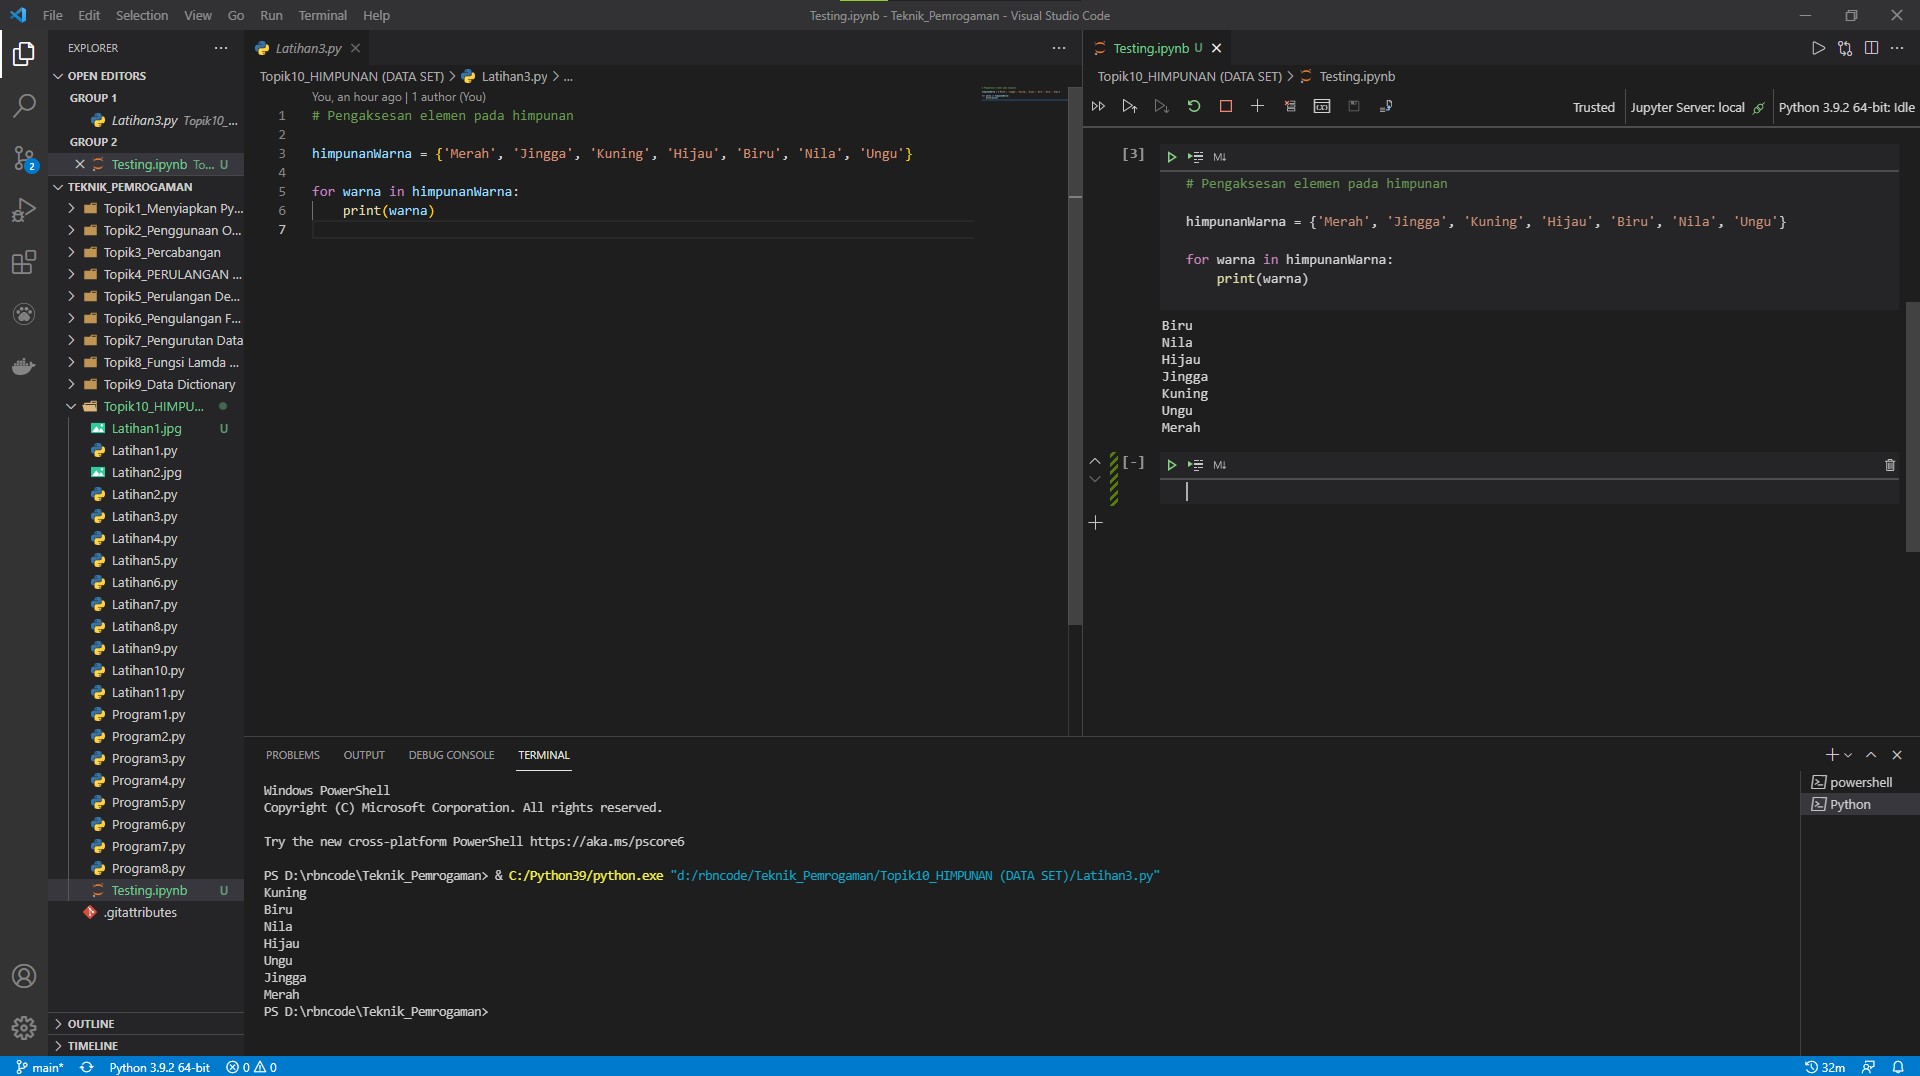 File Edit Selection View Go Run Terminal Help
Testing.ipynb - Teknik_Pemrogaman - Visual Studio Code
EXPLORER
OPEN EDITORS
GROUP 1
Latihan3.py Topik10_...
GROUP 2
Testing.ipynb To... U
TEKNIK_PEMROGAMAN
Topik1_Menyiapkan Py...
Topik2_Penggunaan O...
Topik3_Percabangan
Topik4_PERULANGAN ...
Topik5_Perulangan De...
Topik6_Pengulangan F...
Topik7_Pengurutan Data
Topik8_Fungsi Lamda ...
Topik9_Data Dictionary
Topik10_HIMPU...
Latihan1.jpg U
Latihan1.py
Latihan2.jpg
Latihan2.py
Latihan3.py
Latihan4.py
Latihan5.py
Latihan6.py
Latihan7.py
Latihan8.py
Latihan9.py
Latihan10.py
Latihan11.py
Program1.py
Program2.py
Program3.py
Program4.py
Program5.py
Program6.py
Program7.py
Program8.py
Testing.ipynb U
.gitattributes
OUTLINE
TIMELINE
2
Latihan3.py
Topik10_HIMPUNAN (DATA SET) > Latihan3.py > ...
You, an hour ago | 1 author (You)
1 # Pengaksesan elemen pada himpunan
2
3 himpunanWarna = {'Merah', 'Jingga', 'Kuning', 'Hijau', 'Biru', 'Nila', 'Ungu'}
4
5 for warna in himpunanWarna:
6 print(warna)
7
Testing.ipynb U
Topik10_HIMPUNAN (DATA SET) > Testing.ipynb
Trusted Jupyter Server: local Python 3.9.2 64-bit: Idle
[3] M↓
# Pengaksesan elemen pada himpunan
himpunanWarna = {'Merah', 'Jingga', 'Kuning', 'Hijau', 'Biru', 'Nila', 'Ungu'}
for warna in himpunanWarna:
print(warna)
Biru
Nila
Hijau
Jingga
Kuning
Ungu
Merah
[-] M↓
PROBLEMS OUTPUT DEBUG CONSOLE TERMINAL
Windows PowerShell
Copyright (C) Microsoft Corporation. All rights reserved.
Try the new cross-platform PowerShell https://aka.ms/pscore6
PS D:\rbncode\Teknik_Pemrogaman> & C:/Python39/python.exe "d:/rbncode/Teknik_Pemrogaman/Topik10_HIMPUNAN (DATA SET)/Latihan3.py"
Kuning
Biru
Nila
Hijau
Ungu
Jingga
Merah
PS D:\rbncode\Teknik_Pemrogaman>
powershell
Python
main* Python 3.9.2 64-bit 0 0 32m